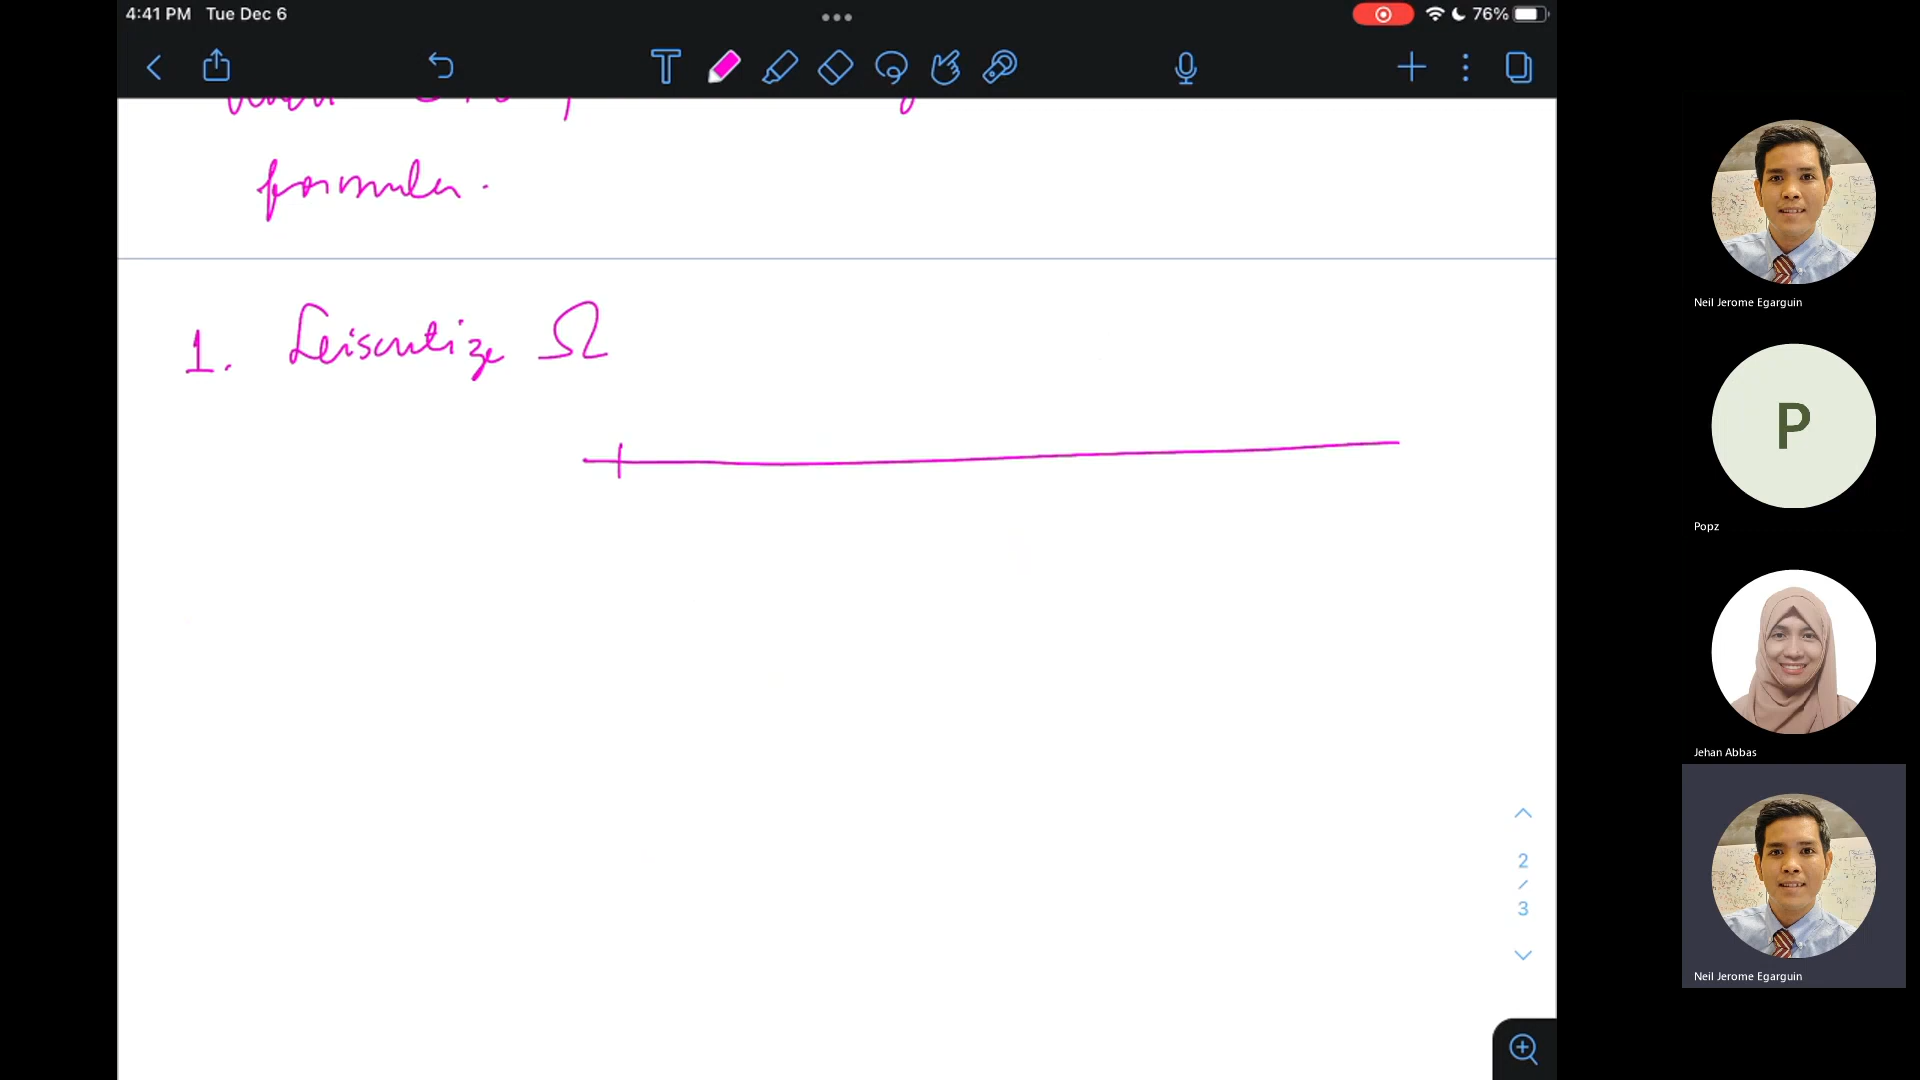 4:41 PM Tue Dec 6
76%
T
formula.
1. Discretize Ω
2
/
3
Neil Jerome Egarguin
P
Popz
Jehan Abbas
Neil Jerome Egarguin